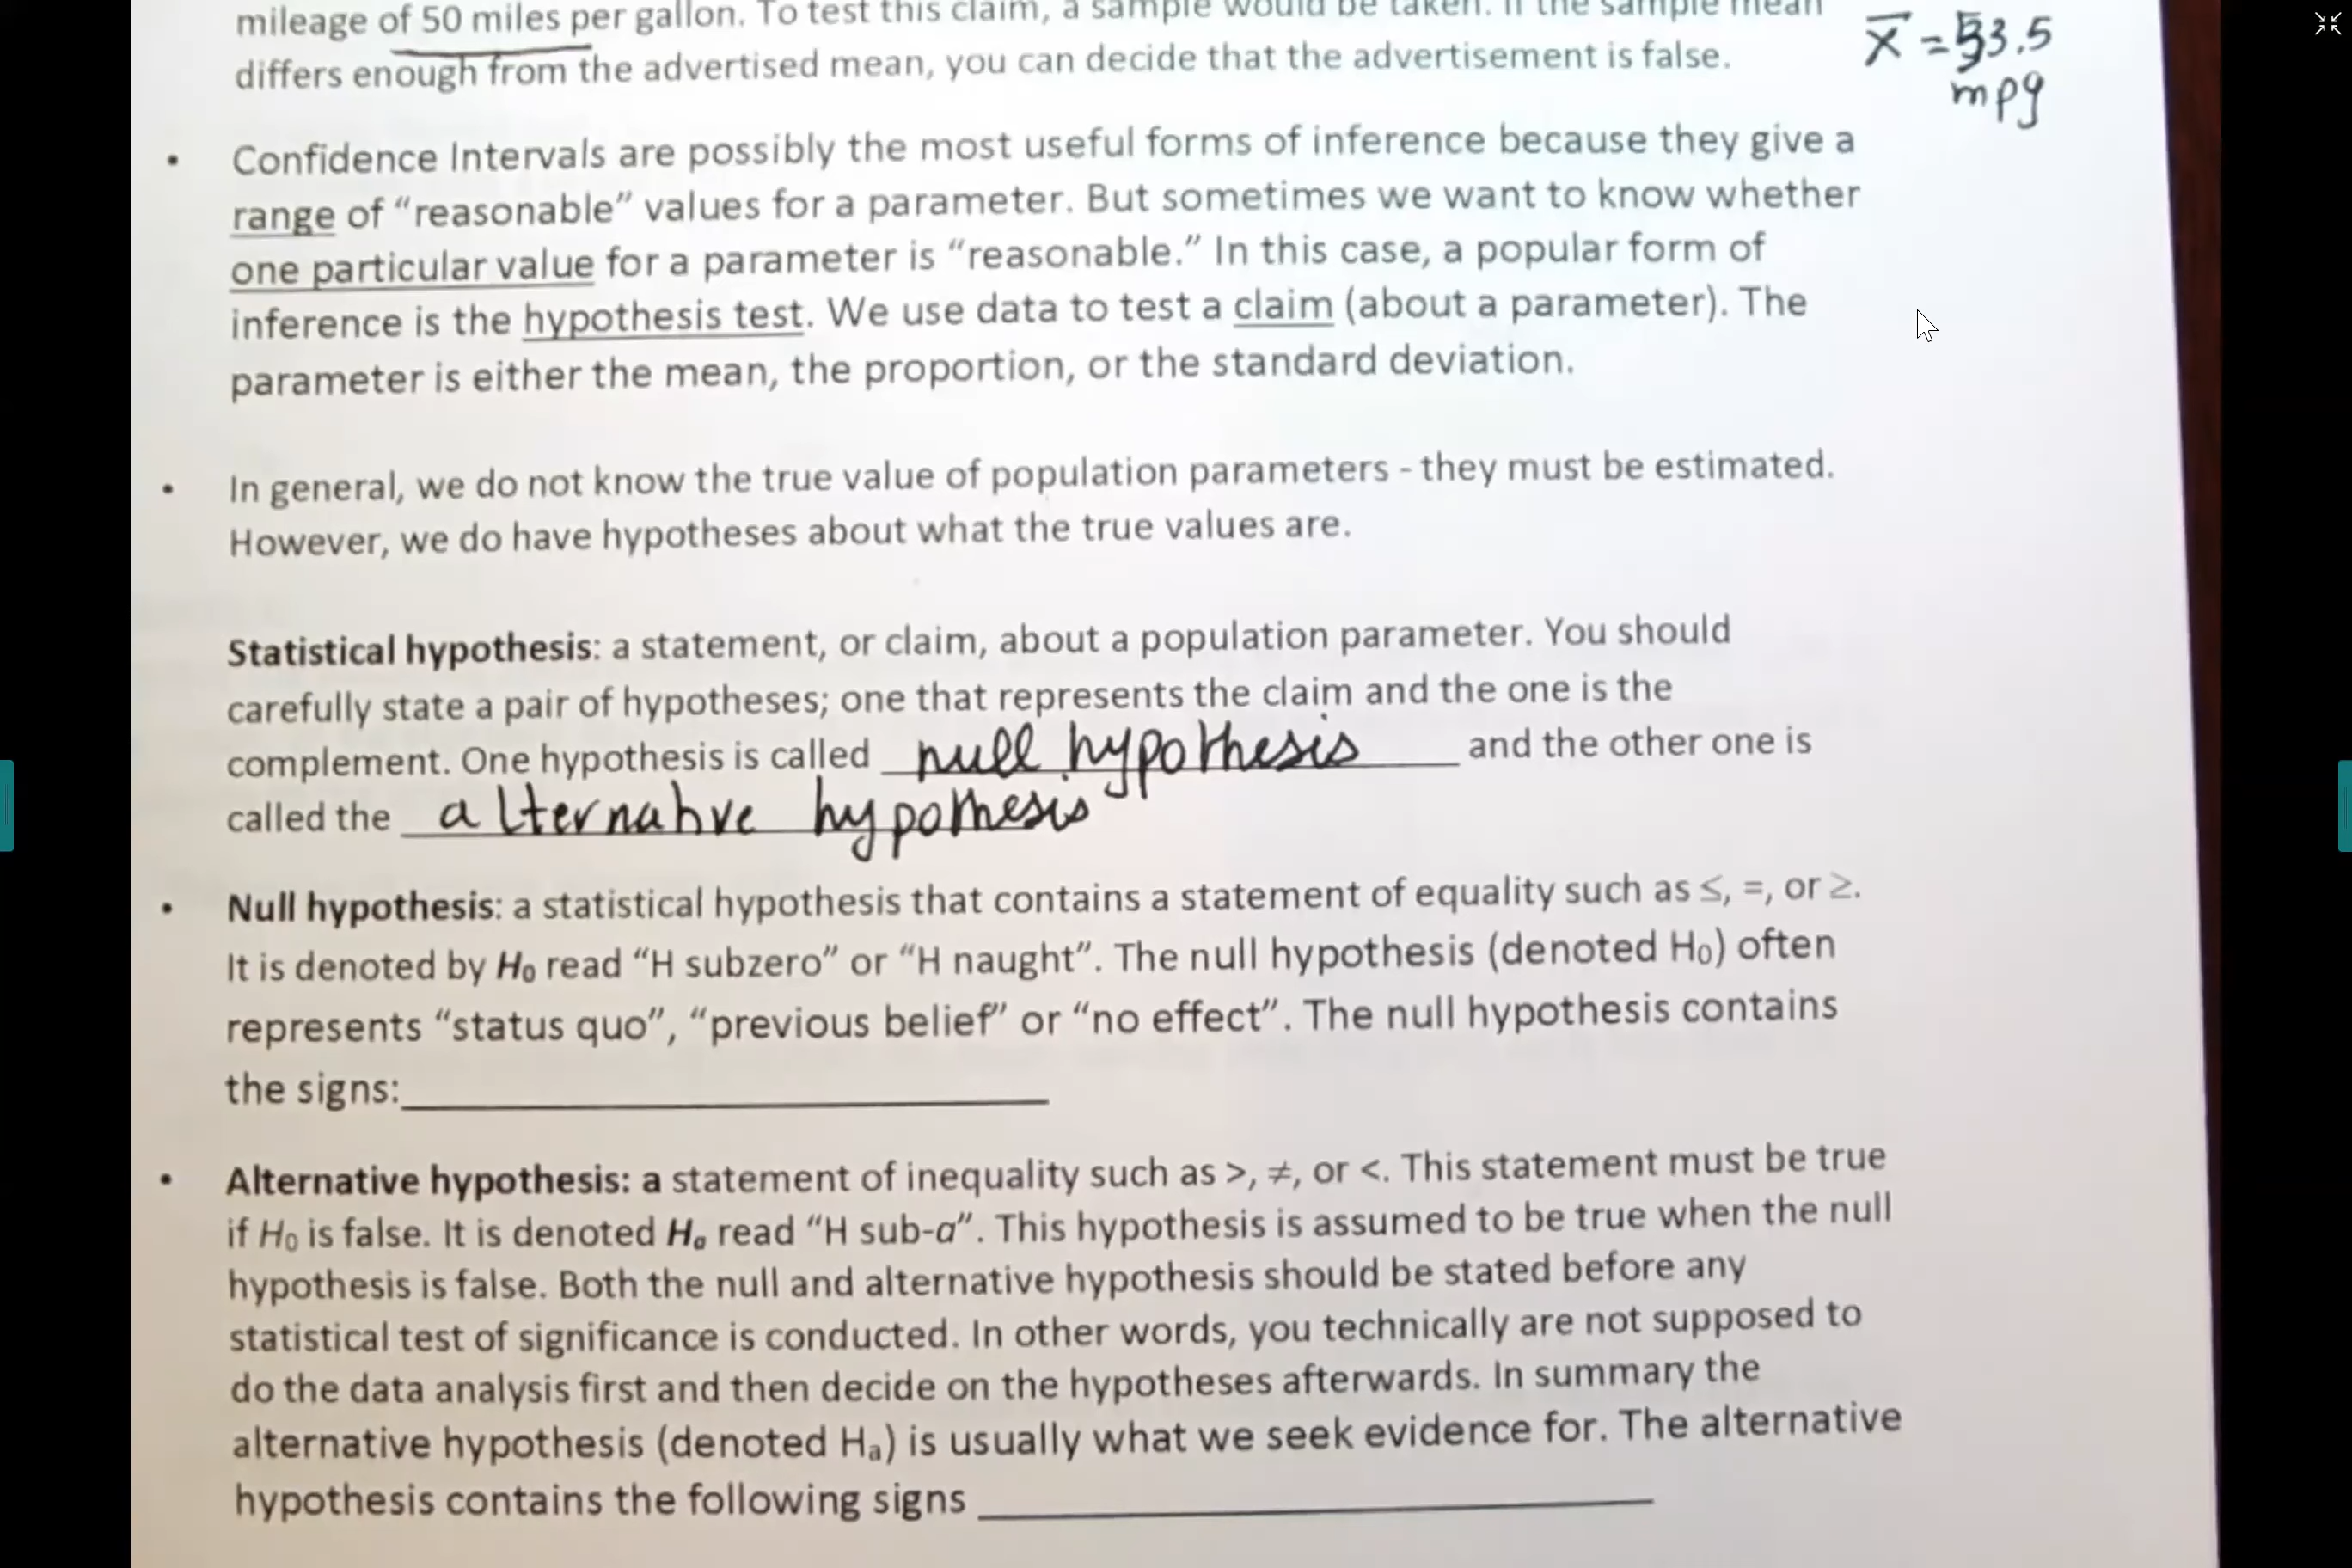 mileage of 50 miles per gallon. To test this claim, a sample would be taken. If the sample mean
differs enough from the advertised mean, you can decide that the advertisement is false.
x̄ = 53.5
mpg
• Confidence Intervals are possibly the most useful forms of inference because they give a
range of “reasonable” values for a parameter. But sometimes we want to know whether
one particular value for a parameter is “reasonable.” In this case, a popular form of
inference is the hypothesis test. We use data to test a claim (about a parameter). The
parameter is either the mean, the proportion, or the standard deviation.
• In general, we do not know the true value of population parameters - they must be estimated.
However, we do have hypotheses about what the true values are.
Statistical hypothesis: a statement, or claim, about a population parameter. You should
carefully state a pair of hypotheses; one that represents the claim and the one is the
complement. One hypothesis is called null hypothesis and the other one is
called the alternative hypothesis
• Null hypothesis: a statistical hypothesis that contains a statement of equality such as ≤, =, or ≥.
It is denoted by H₀ read “H subzero” or “H naught”. The null hypothesis (denoted H₀) often
represents “status quo”, “previous belief” or “no effect”. The null hypothesis contains
the signs:
• Alternative hypothesis: a statement of inequality such as >, ≠, or <. This statement must be true
if H₀ is false. It is denoted Hₐ read “H sub-a”. This hypothesis is assumed to be true when the null
hypothesis is false. Both the null and alternative hypothesis should be stated before any
statistical test of significance is conducted. In other words, you technically are not supposed to
do the data analysis first and then decide on the hypotheses afterwards. In summary the
alternative hypothesis (denoted Hₐ) is usually what we seek evidence for. The alternative
hypothesis contains the following signs